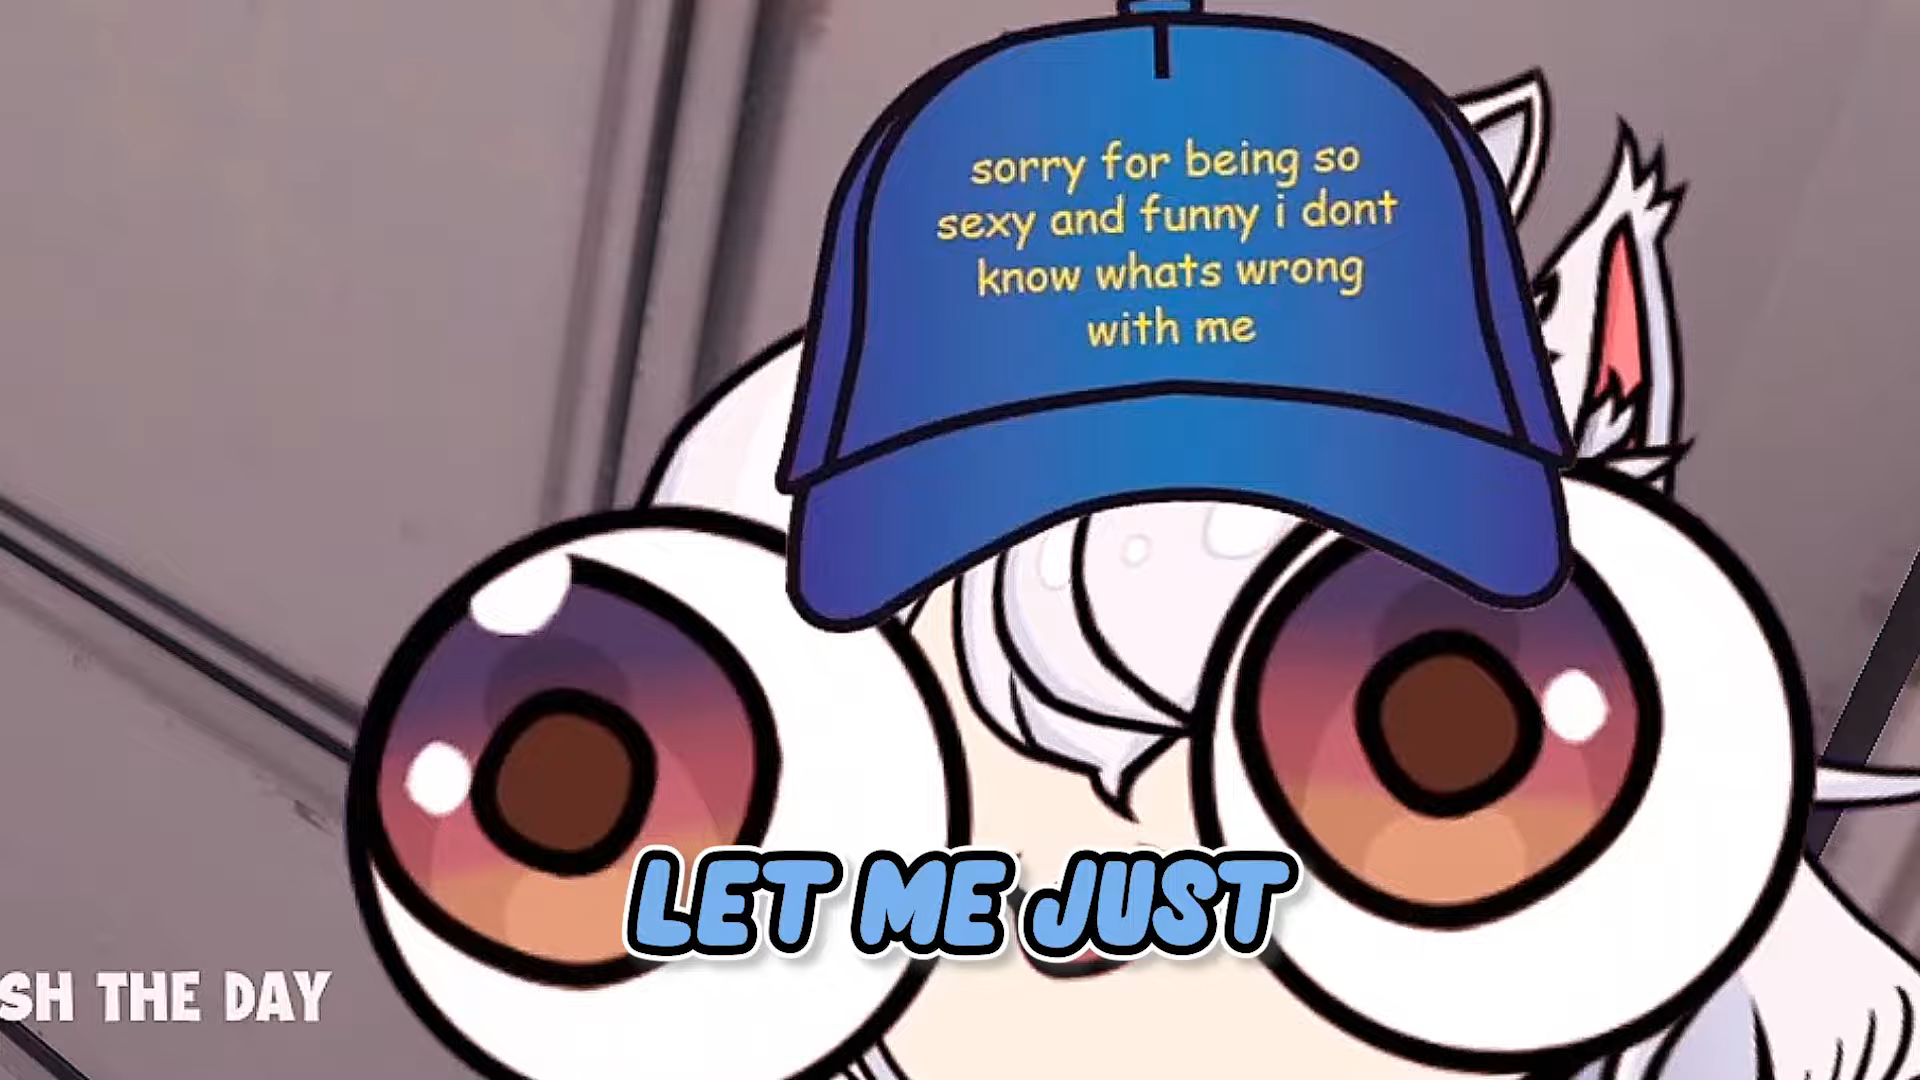 sorry for being so
sexy and funny i dont
know whats wrong
with me
LET ME JUST
SH THE DAY